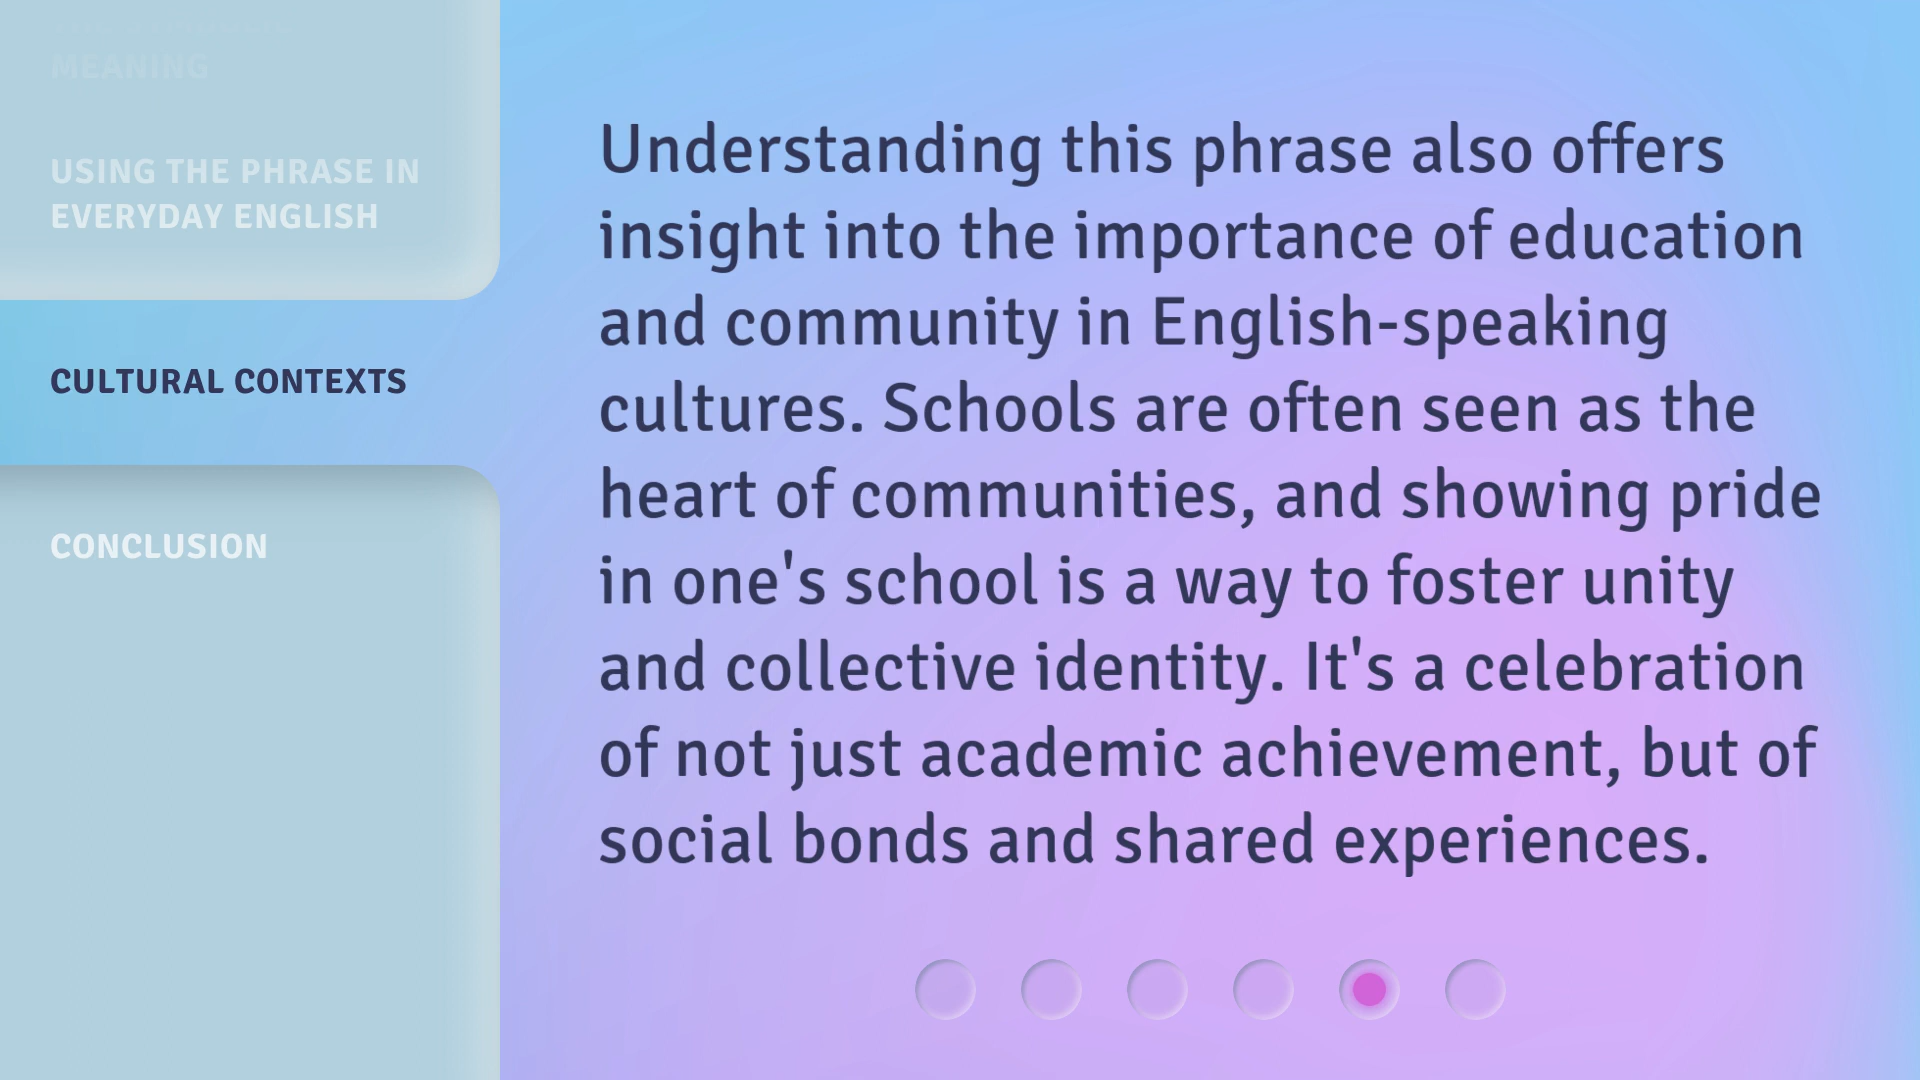 MEANING
USING THE PHRASE IN
EVERYDAY ENGLISH
CULTURAL CONTEXTS
CONCLUSION
Understanding this phrase also offers
insight into the importance of education
and community in English-speaking
cultures. Schools are often seen as the
heart of communities, and showing pride
in one's school is a way to foster unity
and collective identity. It's a celebration
of not just academic achievement, but of
social bonds and shared experiences.